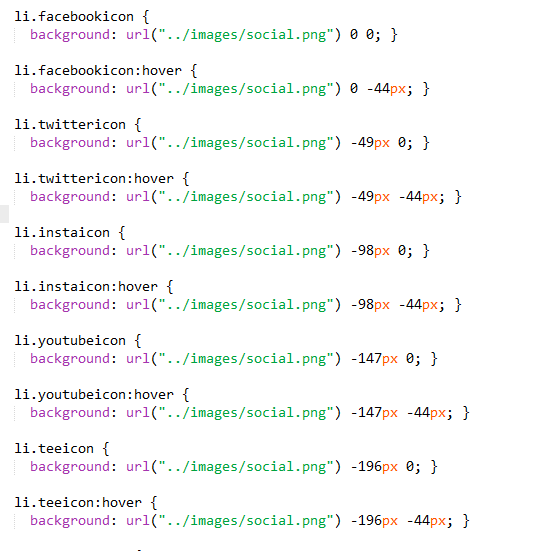 li.facebookicon {
  background: url("../images/social.png") 0 0; }

li.facebookicon:hover {
  background: url("../images/social.png") 0 -44px; }

li.twittericon {
  background: url("../images/social.png") -49px 0; }

li.twittericon:hover {
  background: url("../images/social.png") -49px -44px; }

li.instaicon {
  background: url("../images/social.png") -98px 0; }

li.instaicon:hover {
  background: url("../images/social.png") -98px -44px; }

li.youtubeicon {
  background: url("../images/social.png") -147px 0; }

li.youtubeicon:hover {
  background: url("../images/social.png") -147px -44px; }

li.teeicon {
  background: url("../images/social.png") -196px 0; }

li.teeicon:hover {
  background: url("../images/social.png") -196px -44px; }